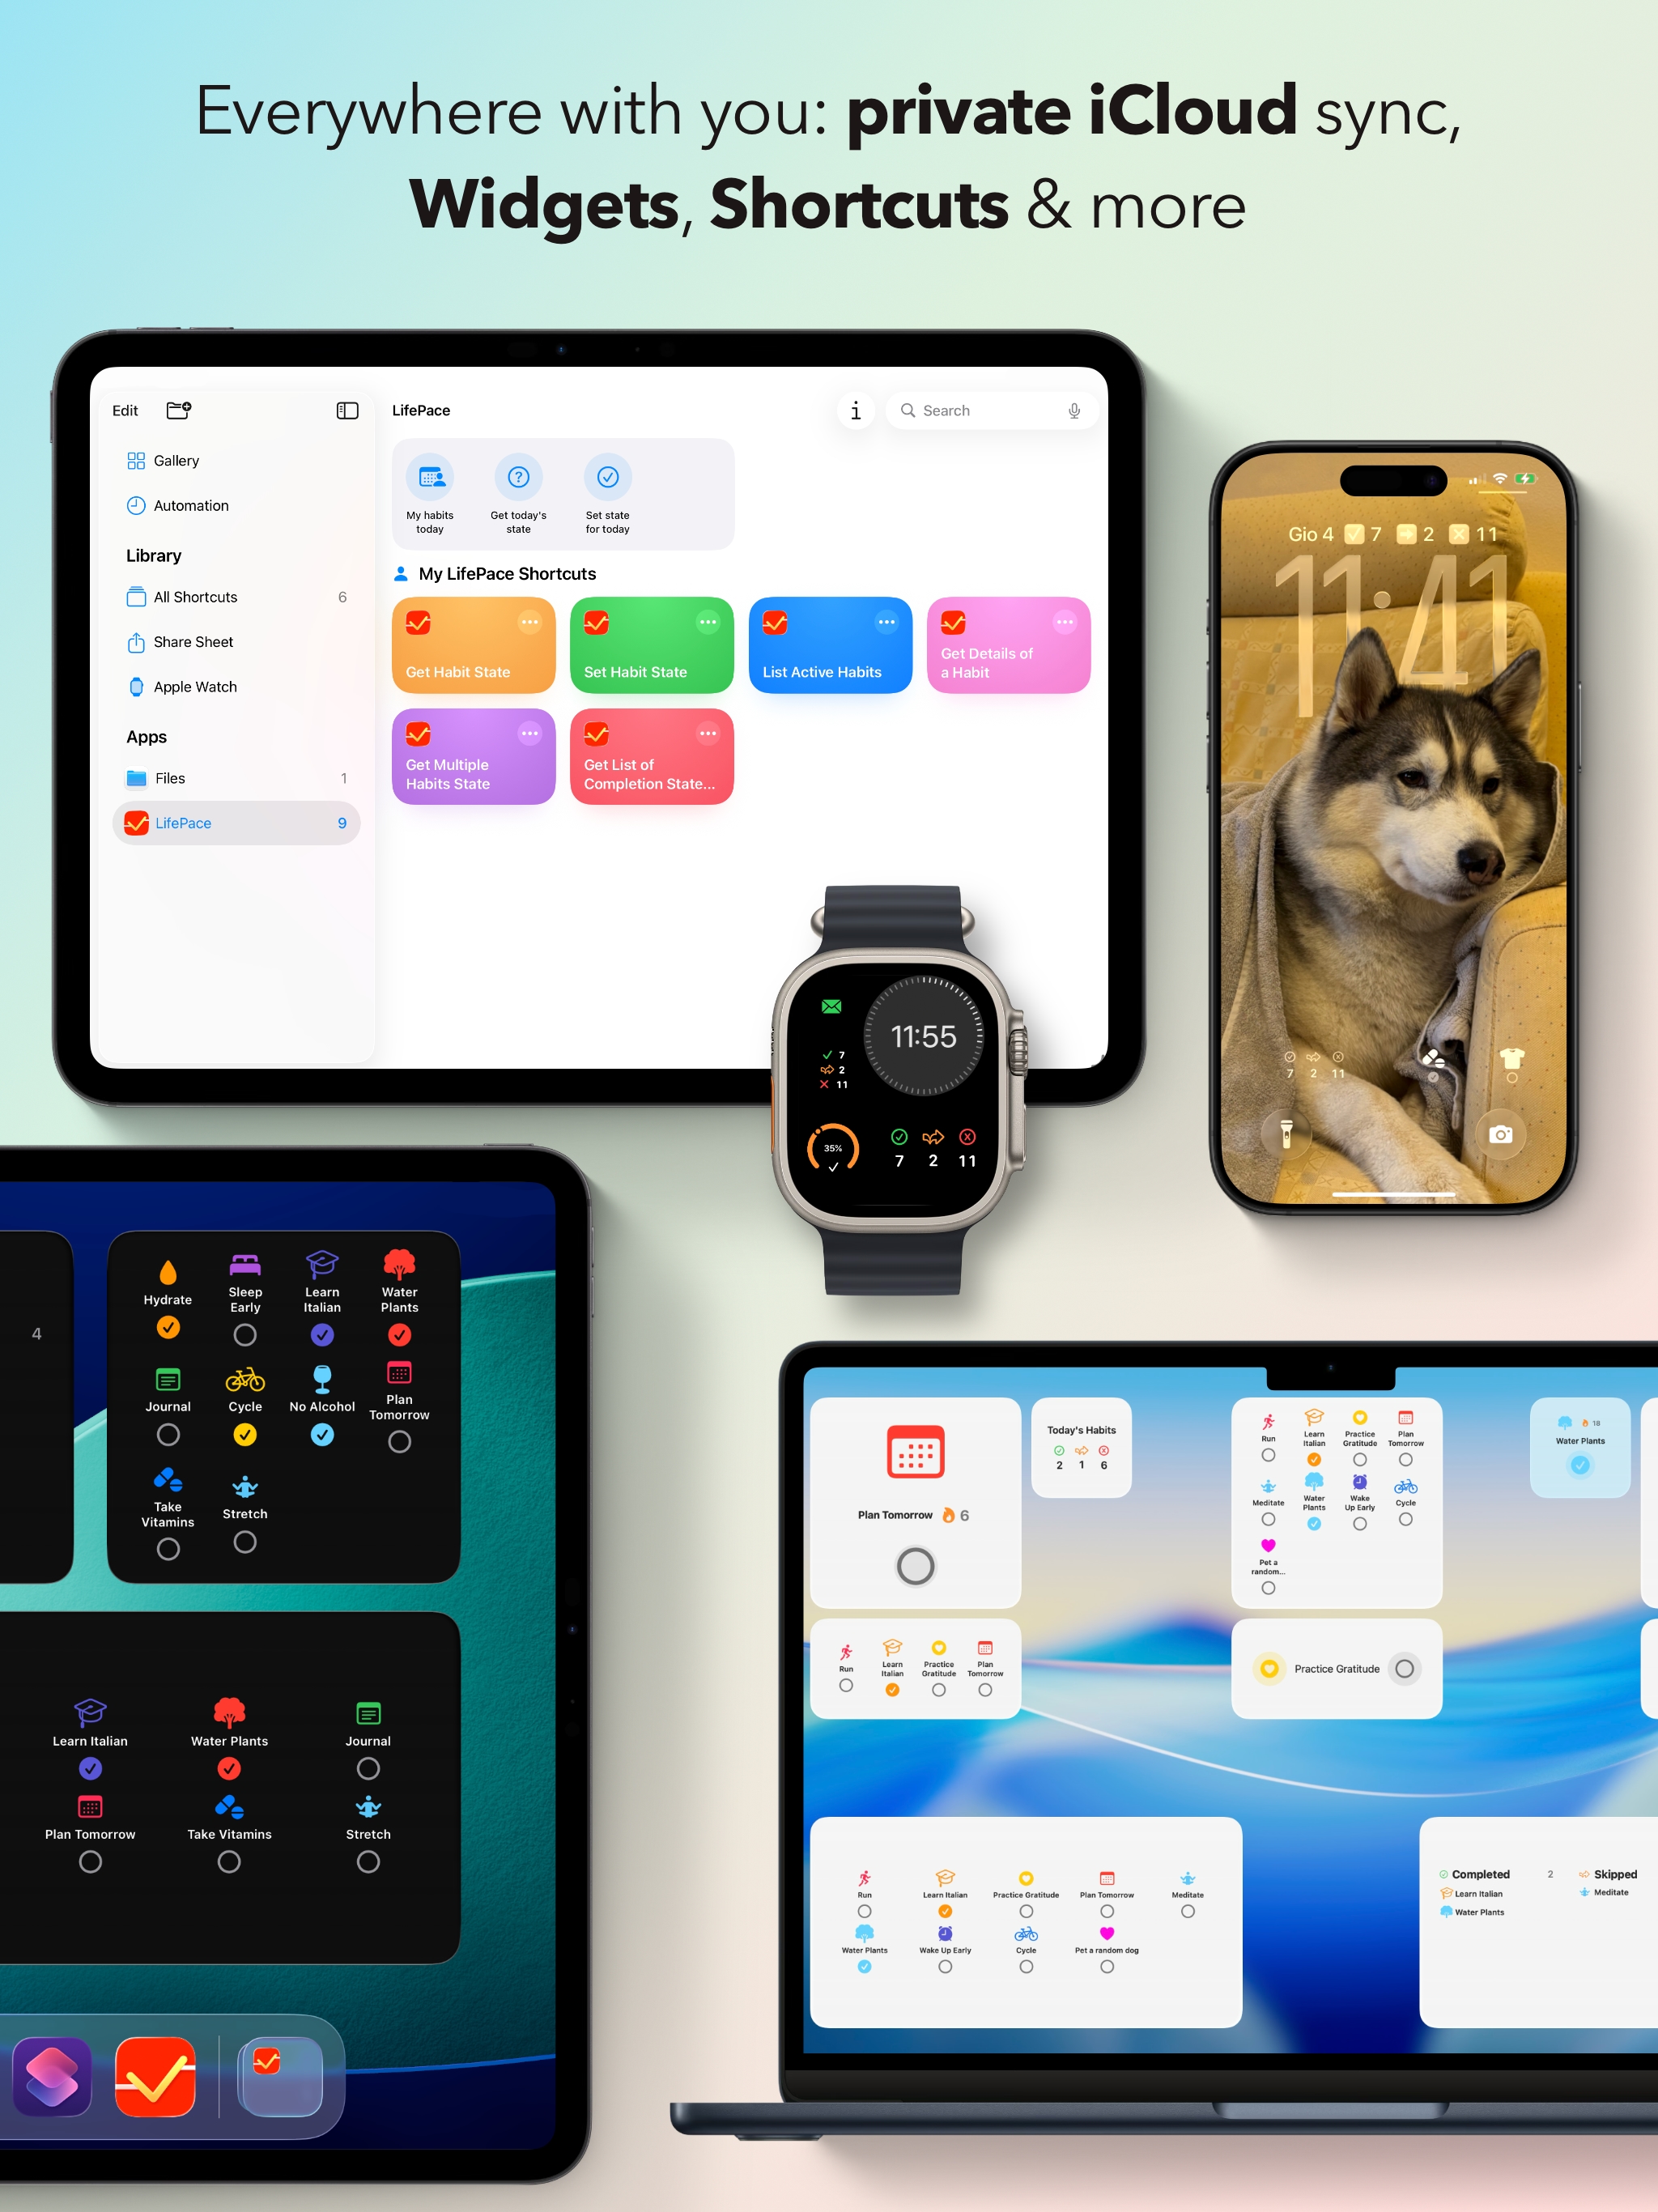 Everywhere with you: private iCloud sync,
Widgets, Shortcuts & more
Edit
LifePace
Search
Gallery
Automation
Library
All Shortcuts 6
Share Sheet
Apple Watch
Apps
Files 1
LifePace 9
My habits
today
Get today's
state
Set state
for today
My LifePace Shortcuts
Get Habit State
Set Habit State
List Active Habits
Get Details of
a Habit
Get Multiple
Habits State
Get List of
Completion State...
Gio 4 7 2 11
11:41
7 2 11
11:55
7
2
11
35%
7 2 11
4
Hydrate
Sleep
Early
Learn
Italian
Water
Plants
Journal
Cycle
No Alcohol
Plan
Tomorrow
Take
Vitamins
Stretch
Learn Italian
Water Plants
Journal
Plan Tomorrow
Take Vitamins
Stretch
Plan Tomorrow 6
Today's Habits
2 1 6
Run
Learn
Italian
Practice
Gratitude
Plan
Tomorrow
Meditate
Water
Plants
Wake
Up Early
Cycle
Pet a
random...
18
Water Plants
Run
Learn
Italian
Practice
Gratitude
Plan
Tomorrow
Practice Gratitude
Run
Learn Italian
Practice Gratitude
Plan Tomorrow
Meditate
Water Plants
Wake Up Early
Cycle
Pet a random dog
Completed 2
Skipped
Learn Italian
Meditate
Water Plants